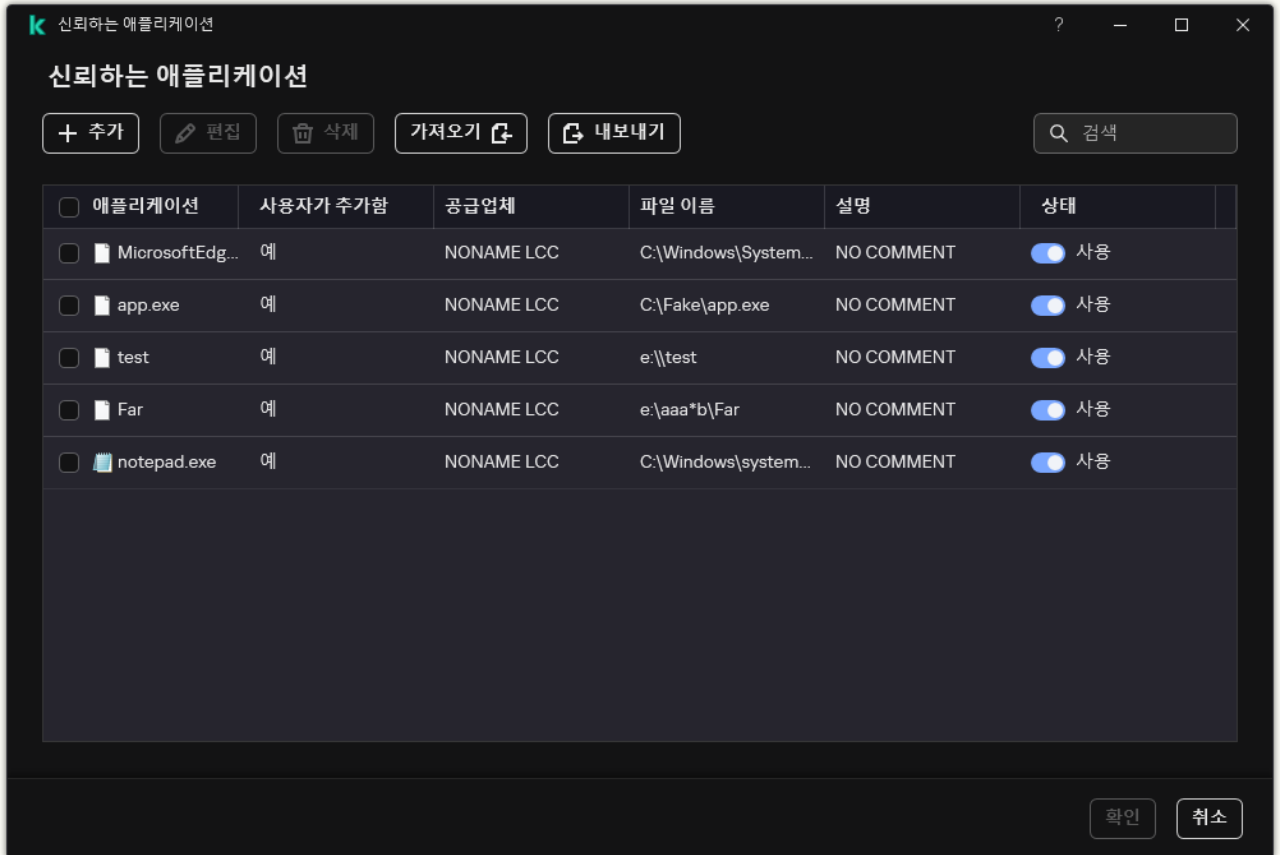 신뢰하는 애플리케이션
신뢰하는 애플리케이션
추가 편집 삭제 가져오기 내보내기 검색
애플리케이션 사용자가 추가함 공급업체 파일 이름 설명 상태
MicrosoftEdg... 예 NONAME LCC C:\Windows\System... NO COMMENT 사용
app.exe 예 NONAME LCC C:\Fake\app.exe NO COMMENT 사용
test 예 NONAME LCC e:\\test NO COMMENT 사용
Far 예 NONAME LCC e:\aaa*b\Far NO COMMENT 사용
notepad.exe 예 NONAME LCC C:\Windows\system... NO COMMENT 사용
확인 취소